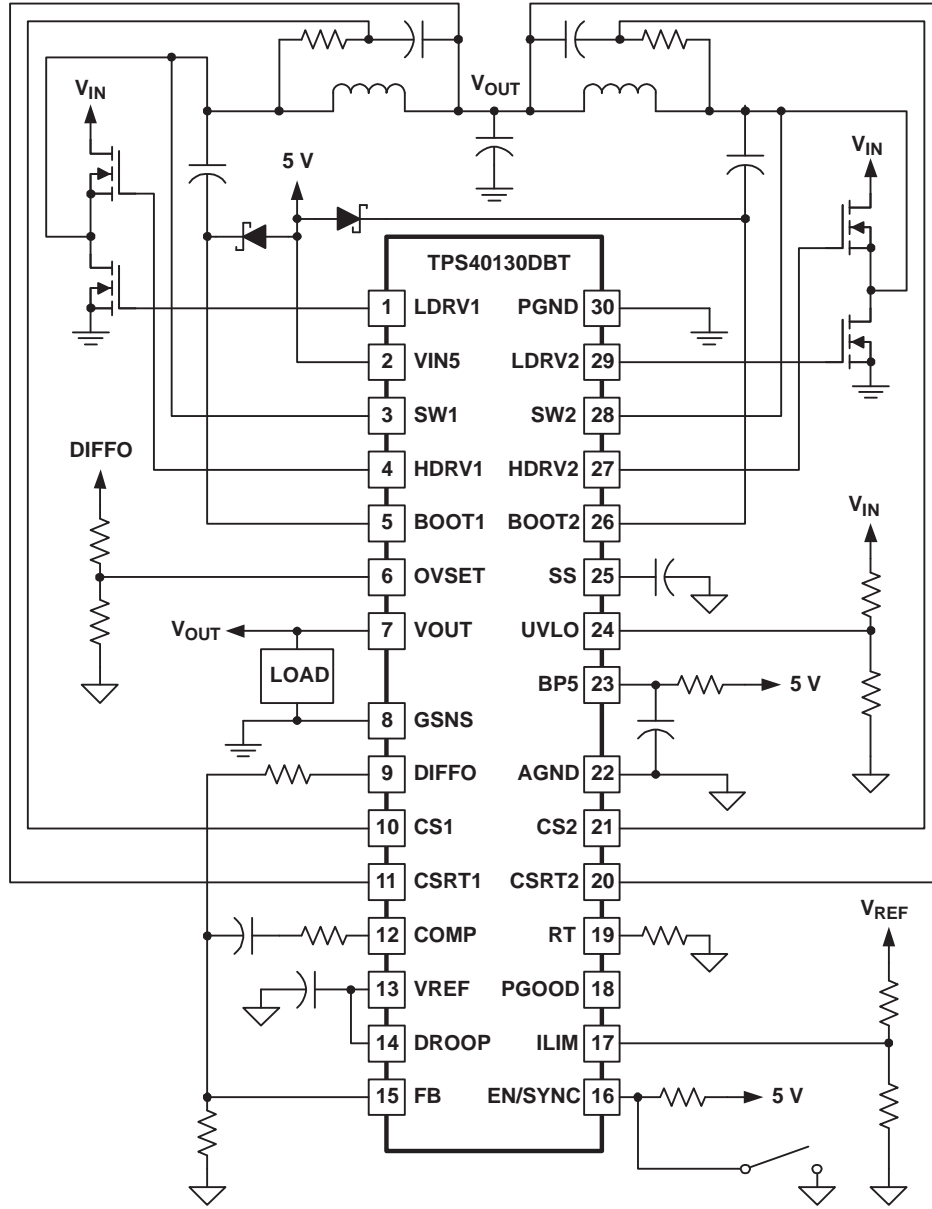 VOUT
VIN
5 V
VIN
TPS40130DBT
1 LDRV1 PGND 30
2 VIN5 LDRV2 29
3 SW1 SW2 28
DIFFO
4 HDRV1 HDRV2 27
VIN
5 BOOT1 BOOT2 26
6 OVSET SS 25
VOUT 7 VOUT UVLO 24
LOAD
BP5 23 5 V
8 GSNS
9 DIFFO AGND 22
10 CS1 CS2 21
11 CSRT1 CSRT2 20
VREF
12 COMP RT 19
13 VREF PGOOD 18
14 DROOP ILIM 17
15 FB EN/SYNC 16 5 V